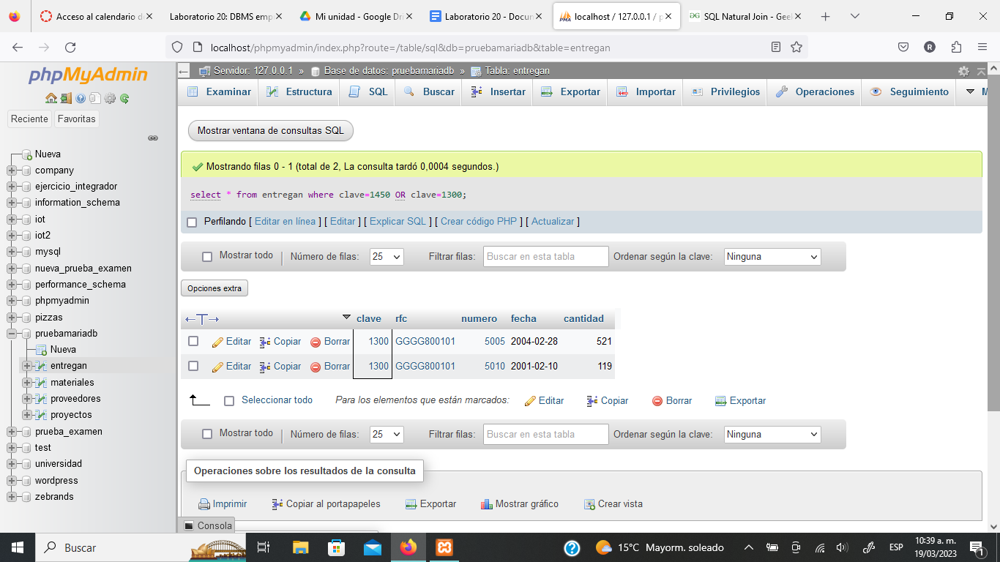 Acceso al calendario d
Laboratorio 20: DBMS emp
Mi unidad - Google Dri
Laboratorio 20 - Docun
localhost / 127.0.0.1 / p
SQL Natural Join - Geel
localhost/phpmyadmin/index.php?route=/table/sql&db=pruebamariadb&table=entregan
R
phpMyAdmin
Reciente
Favoritas
Nueva
company
ejercicio_integrador
information_schema
iot
iot2
mysql
nueva_prueba_examen
performance_schema
phpmyadmin
pizzas
pruebamariadb
Nueva
entregan
materiales
proveedores
proyectos
prueba_examen
test
universidad
wordpress
zebrands
Servidor: 127.0.0.1 » Base de datos: pruebamariadb » Tabla: entregan
Examinar Estructura SQL Buscar Insertar Exportar Importar Privilegios Operaciones Seguimiento
Mostrar ventana de consultas SQL
Mostrando filas 0 - 1 (total de 2, La consulta tardó 0,0004 segundos.)
select * from entregan where clave=1450 OR clave=1300;
Perfilando [ Editar en línea ] [ Editar ] [ Explicar SQL ] [ Crear código PHP ] [ Actualizar ]
Mostrar todo Número de filas: 25 Filtrar filas: Buscar en esta tabla Ordenar según la clave: Ninguna
Opciones extra
←T→ clave rfc numero fecha cantidad
Editar Copiar Borrar 1300 GGGG800101 5005 2004-02-28 521
Editar Copiar Borrar 1300 GGGG800101 5010 2001-02-10 119
Seleccionar todo Para los elementos que están marcados: Editar Copiar Borrar Exportar
Mostrar todo Número de filas: 25 Filtrar filas: Buscar en esta tabla Ordenar según la clave: Ninguna
Operaciones sobre los resultados de la consulta
Imprimir Copiar al portapapeles Exportar Mostrar gráfico Crear vista
Consola
Buscar
15°C Mayorm. soleado
ESP
10:39 a. m.
19/03/2023
1